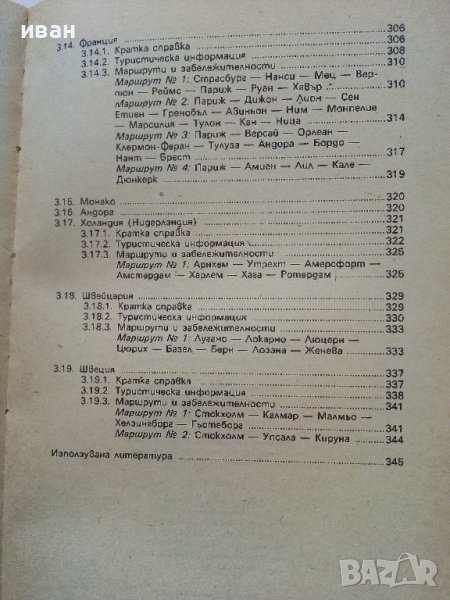 иван
3.14. Франция 306
3.14.1. Кратка справка 306
3.14.2. Туристическа информация 308
3.14.3. Маршрути и забележителности 310
Маршрут № 1: Страсбург — Нанси — Мец — Вер-
дюн — Реймс — Париж — Руан — Хавър 310
Маршрут № 2: Париж — Дижон — Лион — Сен
Етиен — Гренобъл — Авиньон — Ним — Монпелие
— Марсилия — Тулон — Кан — Ница 314
Маршрут № 3: Париж — Версай — Орлеан —
Клермон-Феран — Тулуза — Андора — Бордо —
Нант — Брест 317
Маршрут № 4: Париж — Амиен — Лил — Кале —
Дюнкерк 319
3.15. Монако 320
3.16. Андора 320
3.17. Холандия (Нидерландия) 321
3.17.1. Кратка справка 321
3.17.2. Туристическа информация 322
3.17.3. Маршрути и забележителности 325
Маршрут № 1: Арнхем — Утрехт — Амерсфорт —
Амстердам — Харлем — Хага — Ротердам 325
3.18. Швейцария 329
3.18.1. Кратка справка 329
3.18.2. Туристическа информация 330
3.18.3. Маршрути и забележителности 333
Маршрут № 1: Лугано — Локарно — Люцерн —
Цюрих — Базел — Берн — Лозана — Женева 333
3.19. Швеция 337
3.19.1. Кратка справка 337
3.19.2. Туристическа информация 338
3.19.3. Маршрути и забележителности 341
Маршрут № 1: Стокхолм — Калмар — Малмьо —
Хелзингборг — Гьотеборг 341
Маршрут № 2: Стокхолм — Упсала — Кируна 344
Използувана литература 345
BAZAR
bg